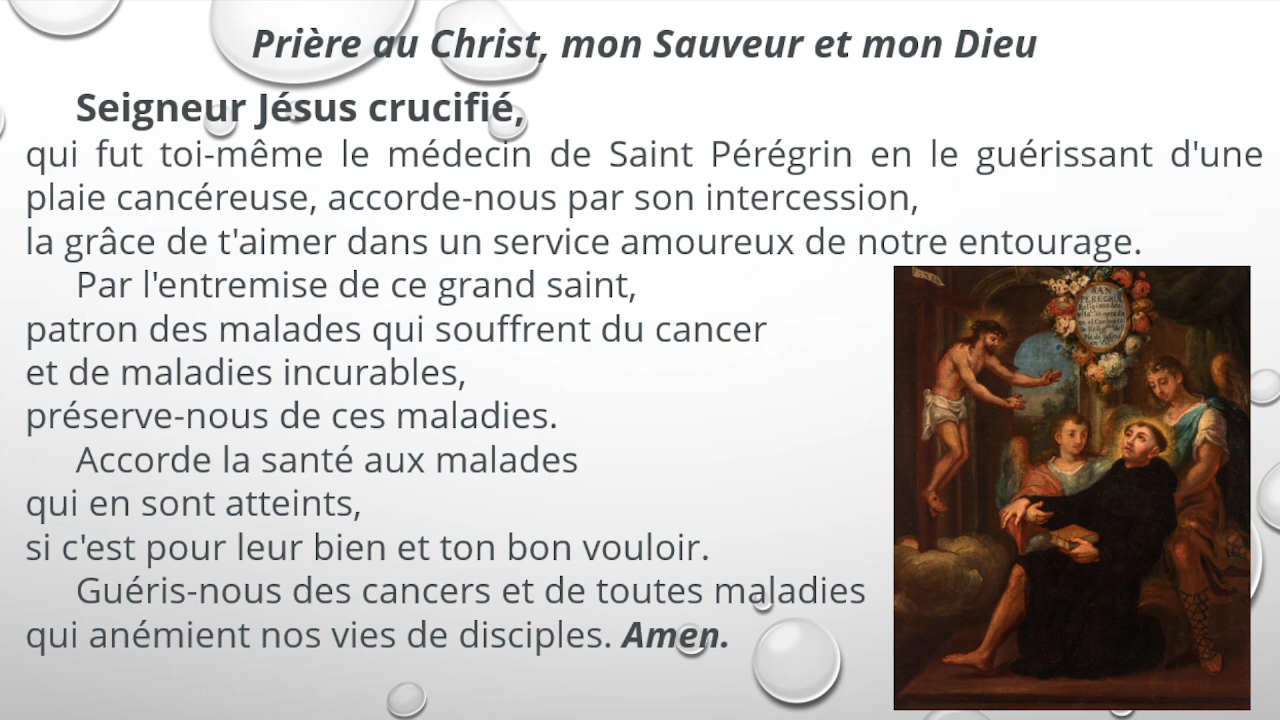 Prière au Christ, mon Sauveur et mon Dieu
Seigneur Jésus crucifié,
qui fut toi-même le médecin de Saint Pérégrin en le guérissant d'une
plaie cancéreuse, accorde-nous par son intercession,
la grâce de t'aimer dans un service amoureux de notre entourage.
Par l'entremise de ce grand saint,
patron des malades qui souffrent du cancer
et de maladies incurables,
préserve-nous de ces maladies.
Accorde la santé aux malades
qui en sont atteints,
si c'est pour leur bien et ton bon vouloir.
Guéris-nous des cancers et de toutes maladies
qui anémient nos vies de disciples. Amen.
SAN